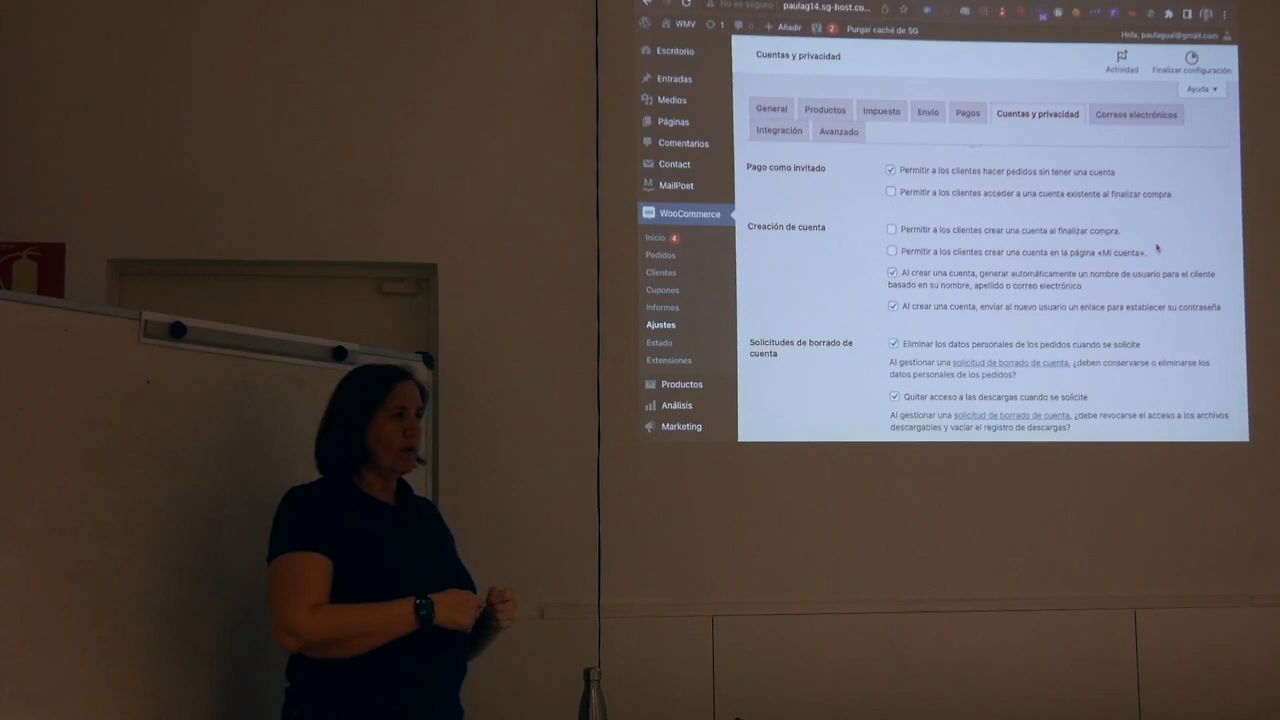 No es seguro paulag14.sg-host.co...
WMV 1 0 + Añadir 2 Purgar caché de SG
Hola, paulagual@gmail.com
Escritorio
Entradas
Medios
Páginas
Comentarios
Contact
MailPoet
WooCommerce
Inicio 4
Pedidos
Clientes
Cupones
Informes
Ajustes
Estado
Extensiones
Productos
Análisis
Marketing
Cuentas y privacidad
Actividad
Finalizar configuración
Ayuda
General Productos Impuesto Envío Pagos Cuentas y privacidad Correos electrónicos
Integración Avanzado
Pago como invitado
Permitir a los clientes hacer pedidos sin tener una cuenta
Permitir a los clientes acceder a una cuenta existente al finalizar compra
Creación de cuenta
Permitir a los clientes crear una cuenta al finalizar compra.
Permitir a los clientes crear una cuenta en la página «Mi cuenta».
Al crear una cuenta, generar automáticamente un nombre de usuario para el cliente
basado en su nombre, apellido o correo electrónico
Al crear una cuenta, enviar al nuevo usuario un enlace para establecer su contraseña
Solicitudes de borrado de
cuenta
Eliminar los datos personales de los pedidos cuando se solicite
Al gestionar una solicitud de borrado de cuenta, ¿deben conservarse o eliminarse los
datos personales de los pedidos?
Quitar acceso a las descargas cuando se solicite
Al gestionar una solicitud de borrado de cuenta, ¿debe revocarse el acceso a los archivos
descargables y vaciar el registro de descargas?